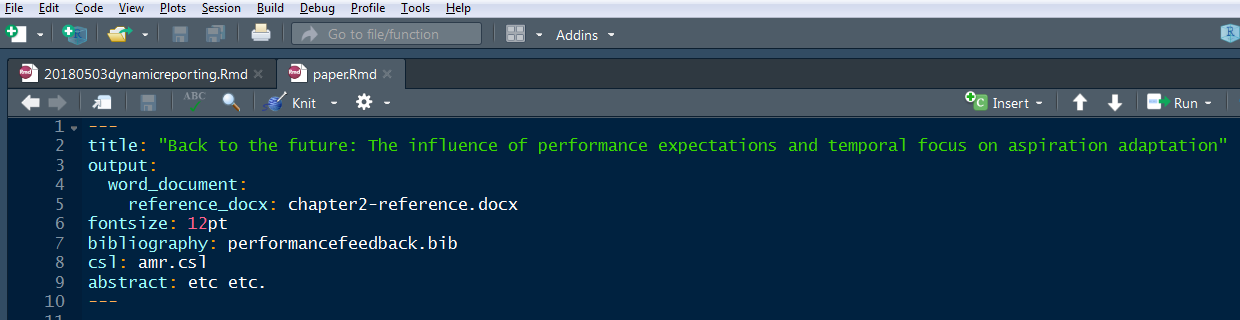 File Edit Code View Plots Session Build Debug Profile Tools Help
Go to file/function Addins
20180503dynamicreporting.Rmd paper.Rmd
ABC Knit Insert Run
1 ---
2 title: "Back to the future: The influence of performance expectations and temporal focus on aspiration adaptation"
3 output:
4 word_document:
5 reference_docx: chapter2-reference.docx
6 fontsize: 12pt
7 bibliography: performancefeedback.bib
8 csl: amr.csl
9 abstract: etc etc.
10 ---
11